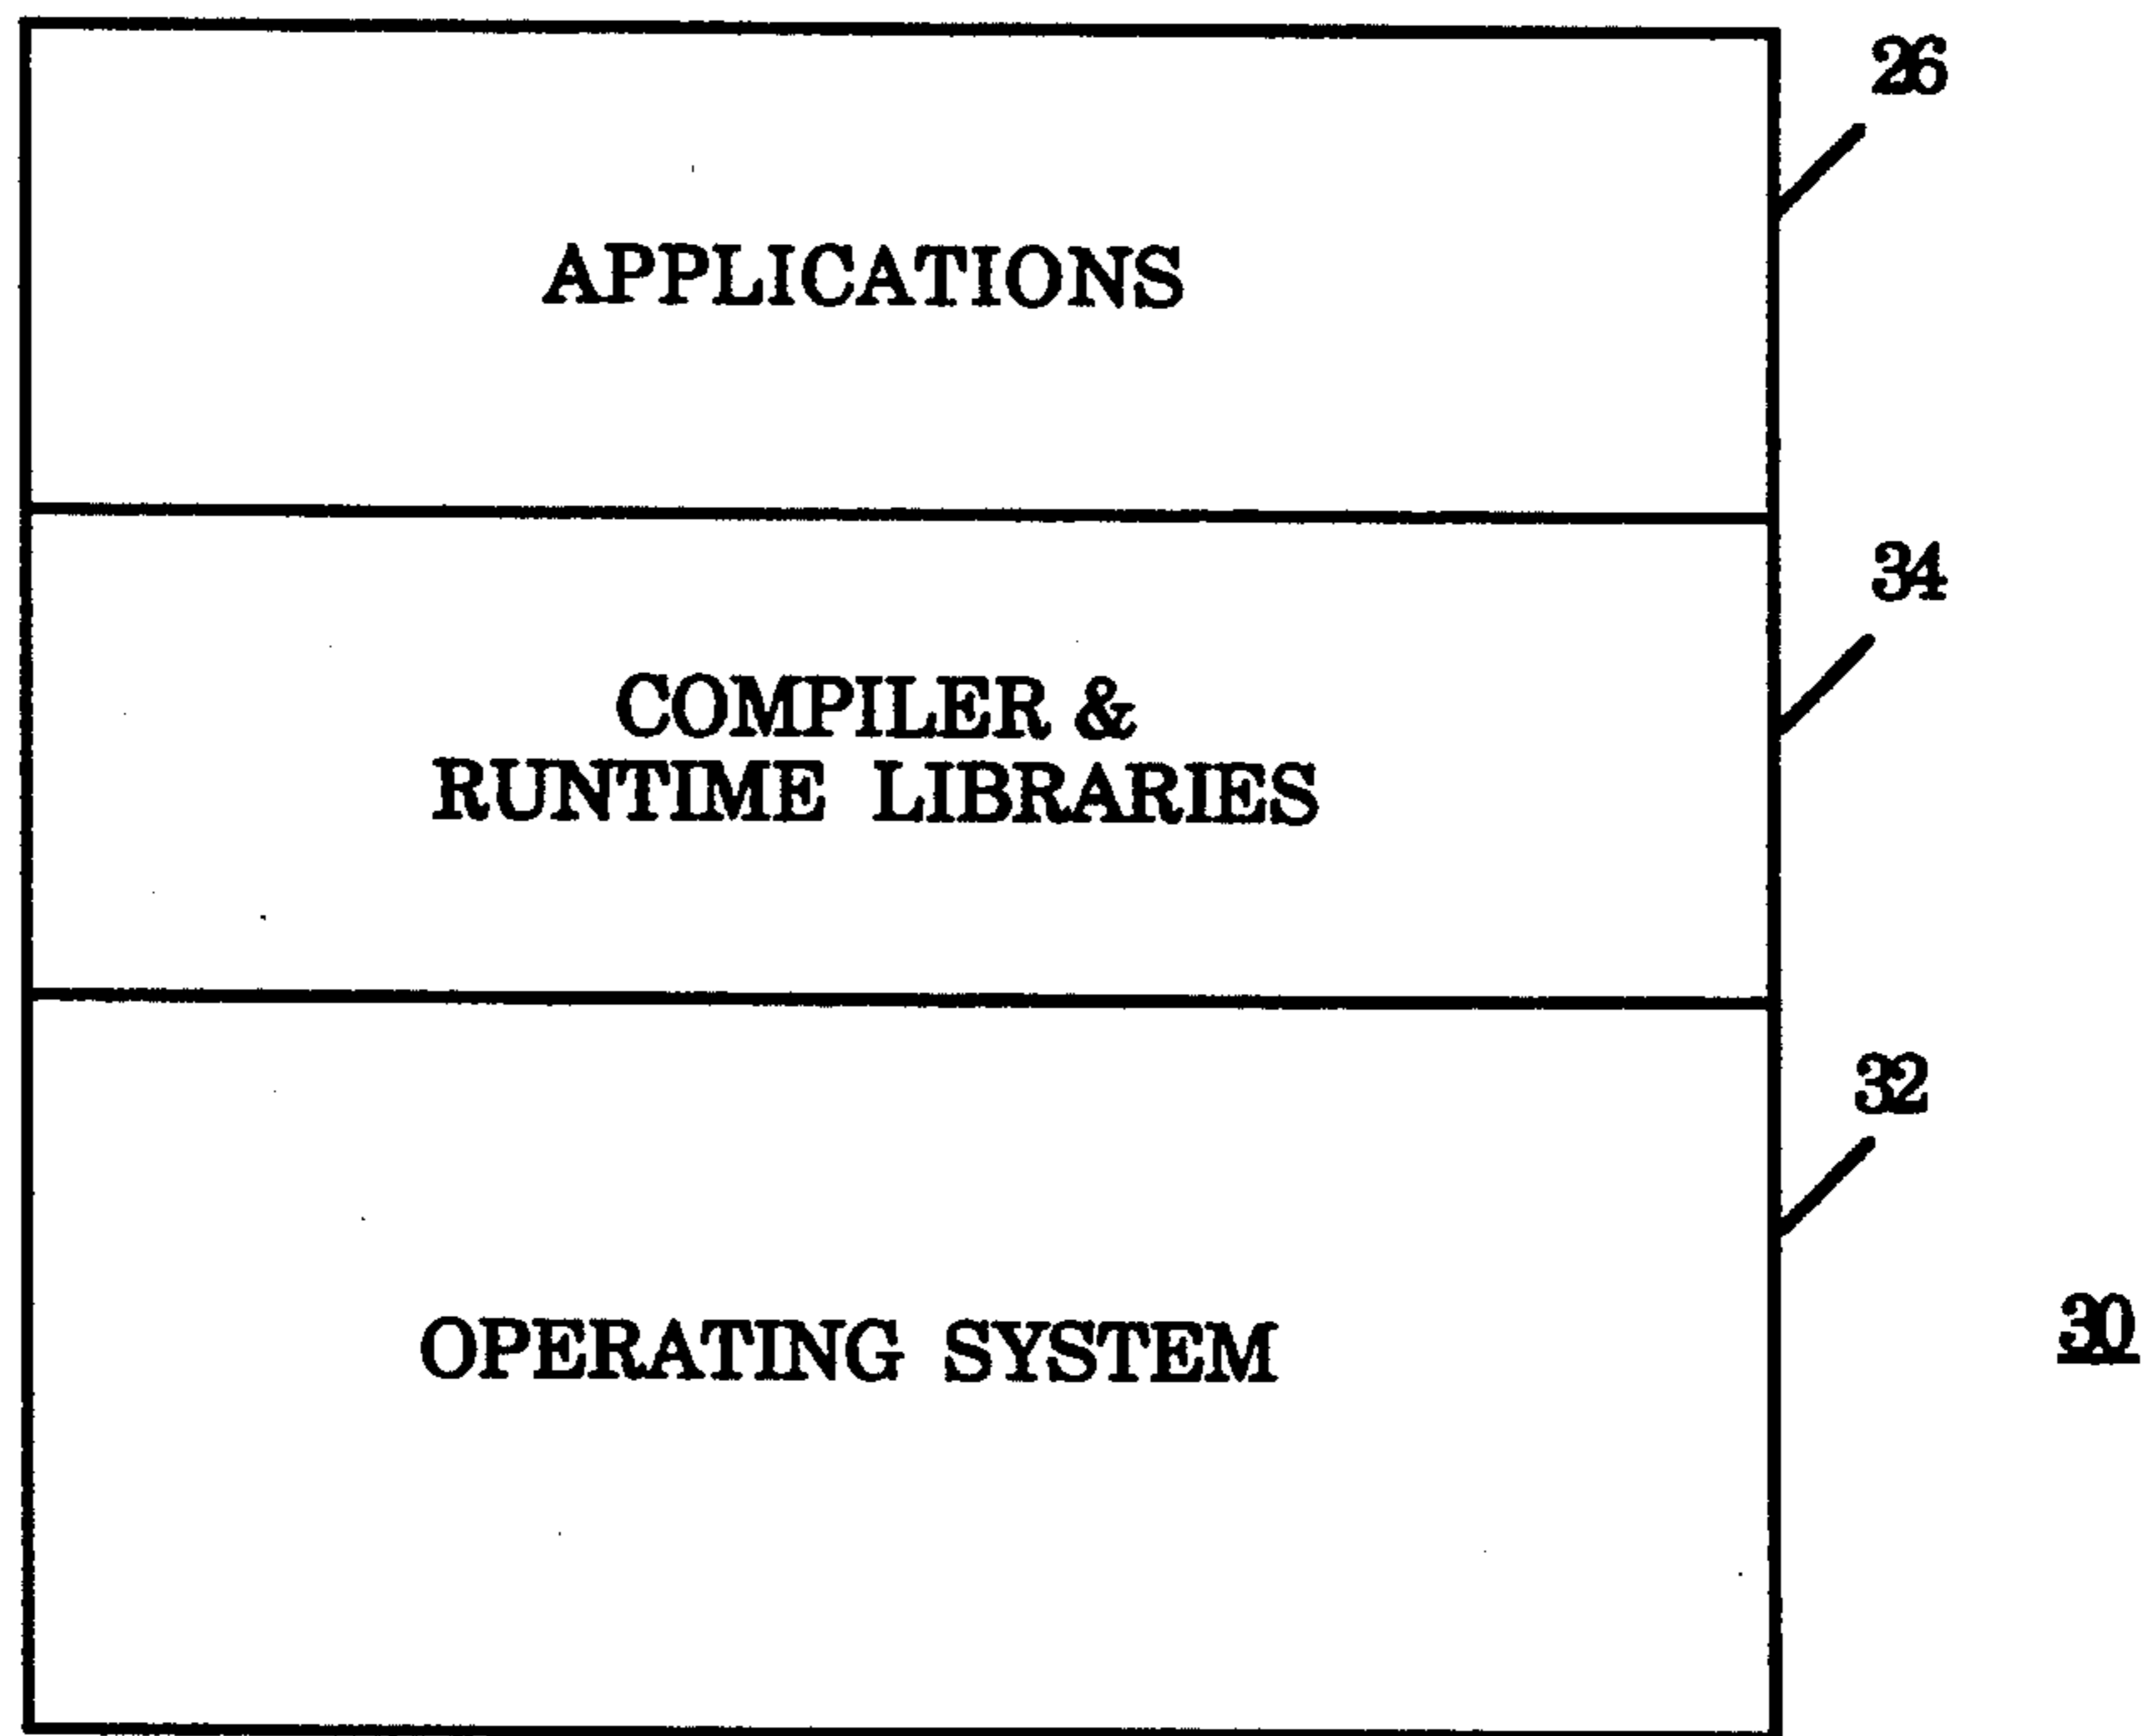 26
APPLICATIONS
34
COMPILER &
RUNTIME LIBRARIES
32
30
OPERATING SYSTEM